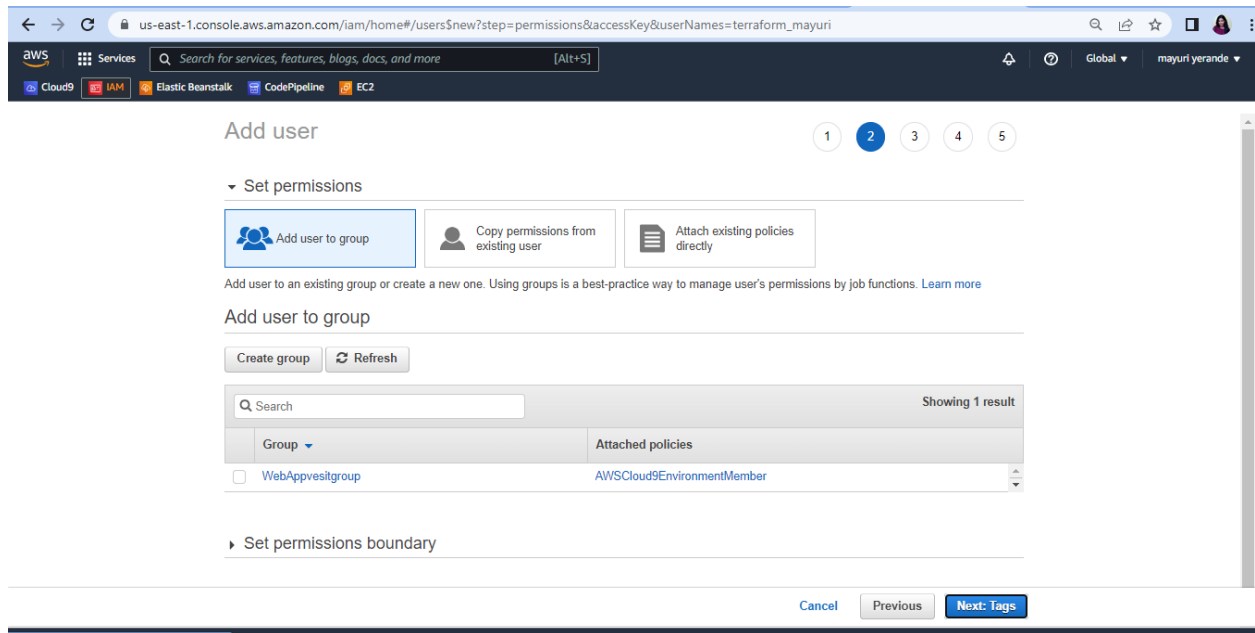 us-east-1.console.aws.amazon.com/iam/home#/users$new?step=permissions&accessKey&userNames=terraform_mayuri
aws Services Search for services, features, blogs, docs, and more [Alt+S] Global mayuri yerande
Cloud9 IAM Elastic Beanstalk CodePipeline EC2
Add user 1 2 3 4 5
Set permissions
Add user to group
Copy permissions from
existing user
Attach existing policies
directly
Add user to an existing group or create a new one. Using groups is a best-practice way to manage user's permissions by job functions. Learn more
Add user to group
Create group Refresh
Search Showing 1 result
Group Attached policies
WebAppvesitgroup AWSCloud9EnvironmentMember
Set permissions boundary
Cancel Previous Next: Tags